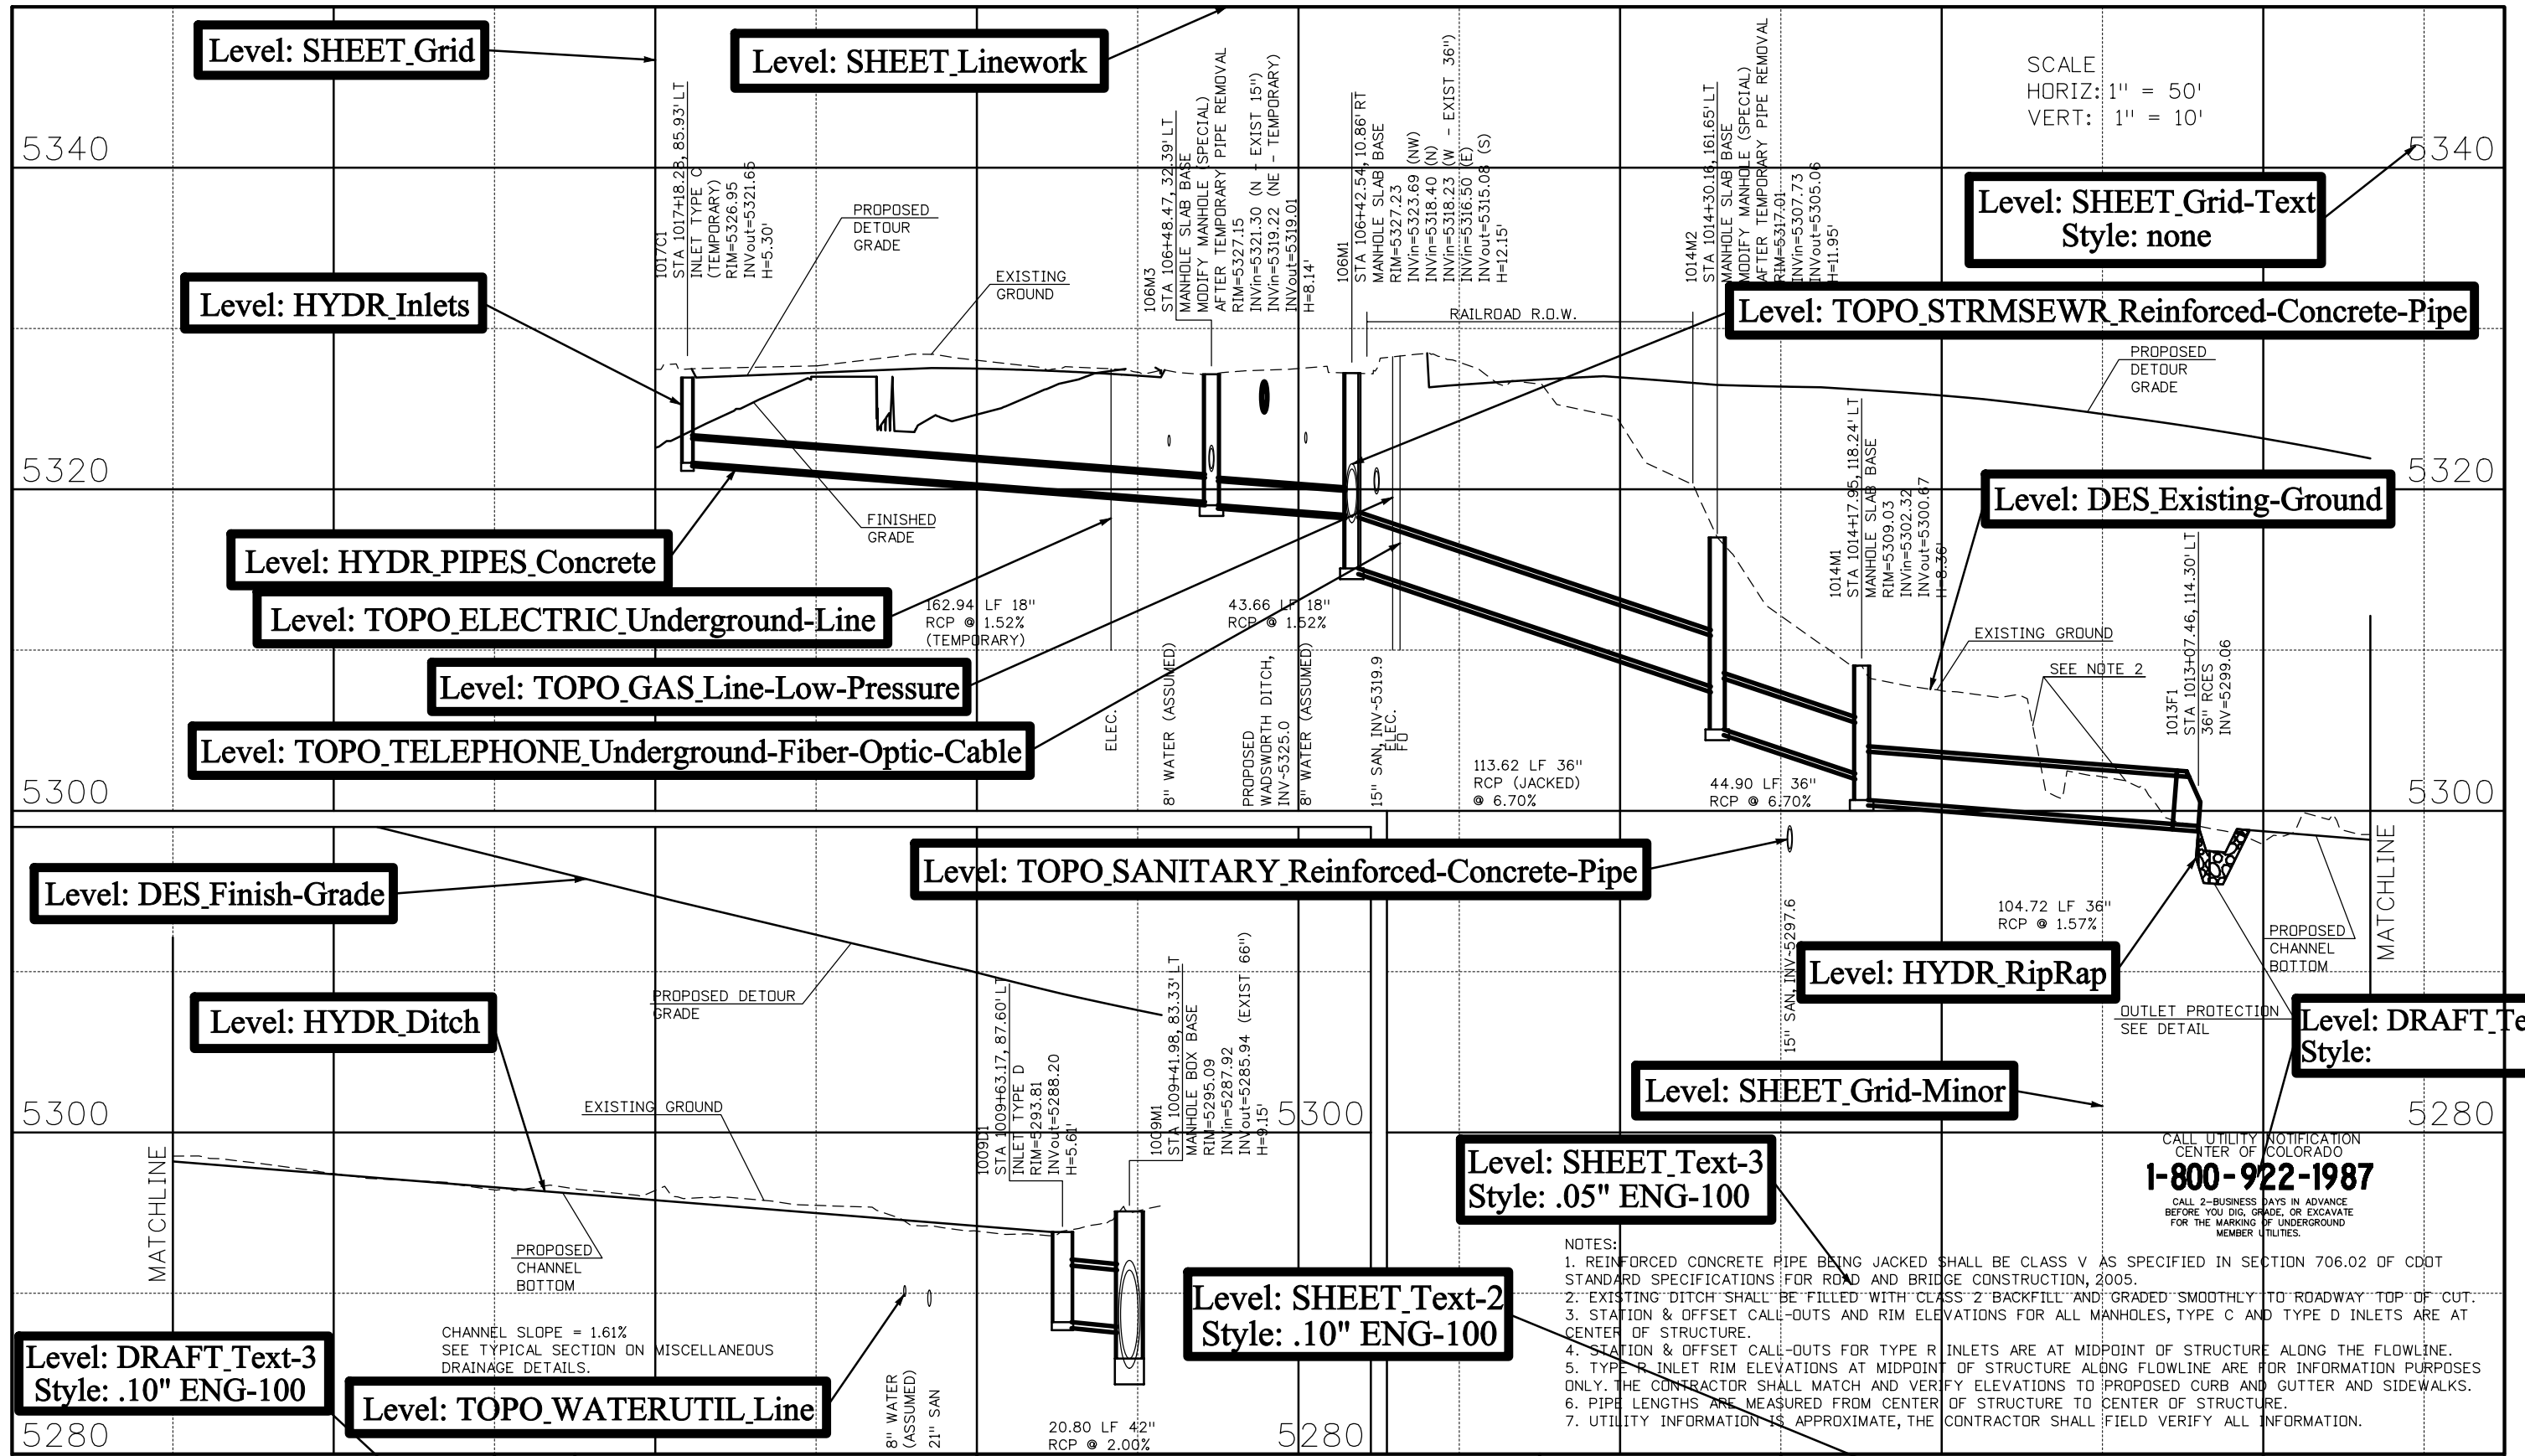 Level: SHEET_Grid
Level: SHEET_Linework
SCALE
HORIZ: 1" = 50'
VERT: 1" = 10'
5340
5340
Level: SHEET_Grid-Text
Style: none
1017C1
STA 1017+18.28, 85.93' LT
INLET TYPE C
(TEMPORARY)
RIM=5326.95
INVout=5321.65
H=5.30'
PROPOSED
DETOUR
GRADE
EXISTING
GROUND
106M3
STA 106+48.47, 32.39' LT
MANHOLE SLAB BASE
MODIFY MANHOLE (SPECIAL)
AFTER TEMPORARY PIPE REMOVAL
RIM=5327.15
INVin=5321.30 (N - EXIST 15")
INVin=5319.22 (NE - TEMPORARY)
INVout=5319.01
H=8.14'
106M1
STA 106+42.54, 10.86' RT
MANHOLE SLAB BASE
RIM=5327.23
INVin=5323.69 (NW)
INVin=5318.40 (N)
INVin=5318.23 (W - EXIST 36")
INVin=5316.50 (E)
INVout=5315.08 (S)
H=12.15'
1014M2
STA 1014+30.16, 161.65' LT
MANHOLE SLAB BASE
MODIFY MANHOLE (SPECIAL)
AFTER TEMPORARY PIPE REMOVAL
RIM=5317.01
INVin=5307.73
INVout=5305.06
H=11.95'
Level: HYDR_Inlets
RAILROAD R.O.W.
Level: TOPO_STRMSEWR_Reinforced-Concrete-Pipe
PROPOSED
DETOUR
GRADE
5320
5320
FINISHED
GRADE
1014M1
STA 1014+17.95, 118.24' LT
MANHOLE SLAB BASE
RIM=5309.03
INVin=5302.32
INVout=5300.67
H=8.36'
Level: DES_Existing-Ground
Level: HYDR_PIPES_Concrete
Level: TOPO_ELECTRIC_Underground-Line
162.94 LF 18"
RCP @ 1.52%
(TEMPORARY)
43.66 LF 18"
RCP @ 1.52%
EXISTING GROUND
SEE NOTE 2
1013F1
STA 1013+07.46, 114.30' LT
36" RCES
INV=5299.06
Level: TOPO_GAS_Line-Low-Pressure
Level: TOPO_TELEPHONE_Underground-Fiber-Optic-Cable
ELEC.
8" WATER (ASSUMED)
PROPOSED
WADSWORTH DITCH,
INV~5325.0
8" WATER (ASSUMED)
15" SAN, INV~5319.9
ELEC.
FO
113.62 LF 36"
RCP (JACKED)
@ 6.70%
44.90 LF 36"
RCP @ 6.70%
5300
5300
Level: DES_Finish-Grade
Level: TOPO_SANITARY_Reinforced-Concrete-Pipe
MATCHLINE
104.72 LF 36"
RCP @ 1.57%
PROPOSED
CHANNEL
BOTTOM
15" SAN, INV~5297.6
Level: HYDR_RipRap
OUTLET PROTECTION
SEE DETAIL
Level: DRAFT_Te
Style:
Level: HYDR_Ditch
PROPOSED DETOUR
GRADE
1009D1
STA 1009+63.17, 87.60' LT
INLET TYPE D
RIM=5293.81
INVout=5288.20
H=5.61'
1009M1
STA 1009+41.98, 83.33' LT
MANHOLE BOX BASE
RIM=5295.09
INVin=5287.92
INVout=5285.94 (EXIST 66")
H=9.15'
Level: SHEET_Grid-Minor
5300
EXISTING GROUND
5300
5280
MATCHLINE
Level: SHEET_Text-3
Style: .05" ENG-100
CALL UTILITY NOTIFICATION
CENTER OF COLORADO
1-800-922-1987
CALL 2-BUSINESS DAYS IN ADVANCE
BEFORE YOU DIG, GRADE, OR EXCAVATE
FOR THE MARKING OF UNDERGROUND
MEMBER UTILITIES.
PROPOSED
CHANNEL
BOTTOM
NOTES:
1. REINFORCED CONCRETE PIPE BEING JACKED SHALL BE CLASS V AS SPECIFIED IN SECTION 706.02 OF CDOT
STANDARD SPECIFICATIONS FOR ROAD AND BRIDGE CONSTRUCTION, 2005.
2. EXISTING DITCH SHALL BE FILLED WITH CLASS 2 BACKFILL AND GRADED SMOOTHLY TO ROADWAY TOP OF CUT.
3. STATION & OFFSET CALL-OUTS AND RIM ELEVATIONS FOR ALL MANHOLES, TYPE C AND TYPE D INLETS ARE AT
CENTER OF STRUCTURE.
4. STATION & OFFSET CALL-OUTS FOR TYPE R INLETS ARE AT MIDPOINT OF STRUCTURE ALONG THE FLOWLINE.
5. TYPE R INLET RIM ELEVATIONS AT MIDPOINT OF STRUCTURE ALONG FLOWLINE ARE FOR INFORMATION PURPOSES
ONLY. THE CONTRACTOR SHALL MATCH AND VERIFY ELEVATIONS TO PROPOSED CURB AND GUTTER AND SIDEWALKS.
6. PIPE LENGTHS ARE MEASURED FROM CENTER OF STRUCTURE TO CENTER OF STRUCTURE.
7. UTILITY INFORMATION IS APPROXIMATE, THE CONTRACTOR SHALL FIELD VERIFY ALL INFORMATION.
Level: SHEET_Text-2
Style: .10" ENG-100
CHANNEL SLOPE = 1.61%
SEE TYPICAL SECTION ON MISCELLANEOUS
DRAINAGE DETAILS.
Level: DRAFT_Text-3
Style: .10" ENG-100
Level: TOPO_WATERUTIL_Line
8" WATER
(ASSUMED)
21" SAN
20.80 LF 42"
RCP @ 2.00%
5280
5280